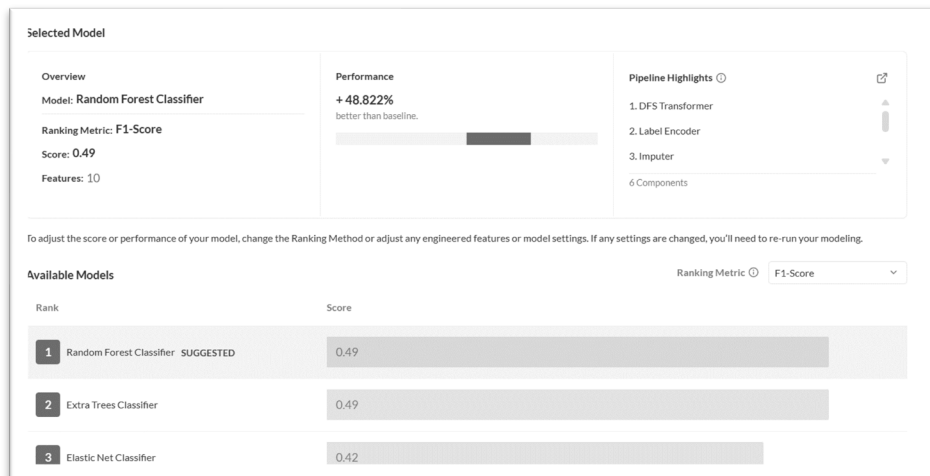 Selected Model
Overview
Model: Random Forest Classifier
Ranking Metric: F1-Score
Score: 0.49
Features: 10
Performance
+ 48.822%
better than baseline.
Pipeline Highlights
1. DFS Transformer
2. Label Encoder
3. Imputer
6 Components
To adjust the score or performance of your model, change the Ranking Method or adjust any engineered features or model settings. If any settings are changed, you'll need to re-run your modeling.
Available Models
Ranking Metric F1-Score
Rank Score
1 Random Forest Classifier SUGGESTED 0.49
2 Extra Trees Classifier 0.49
3 Elastic Net Classifier 0.42